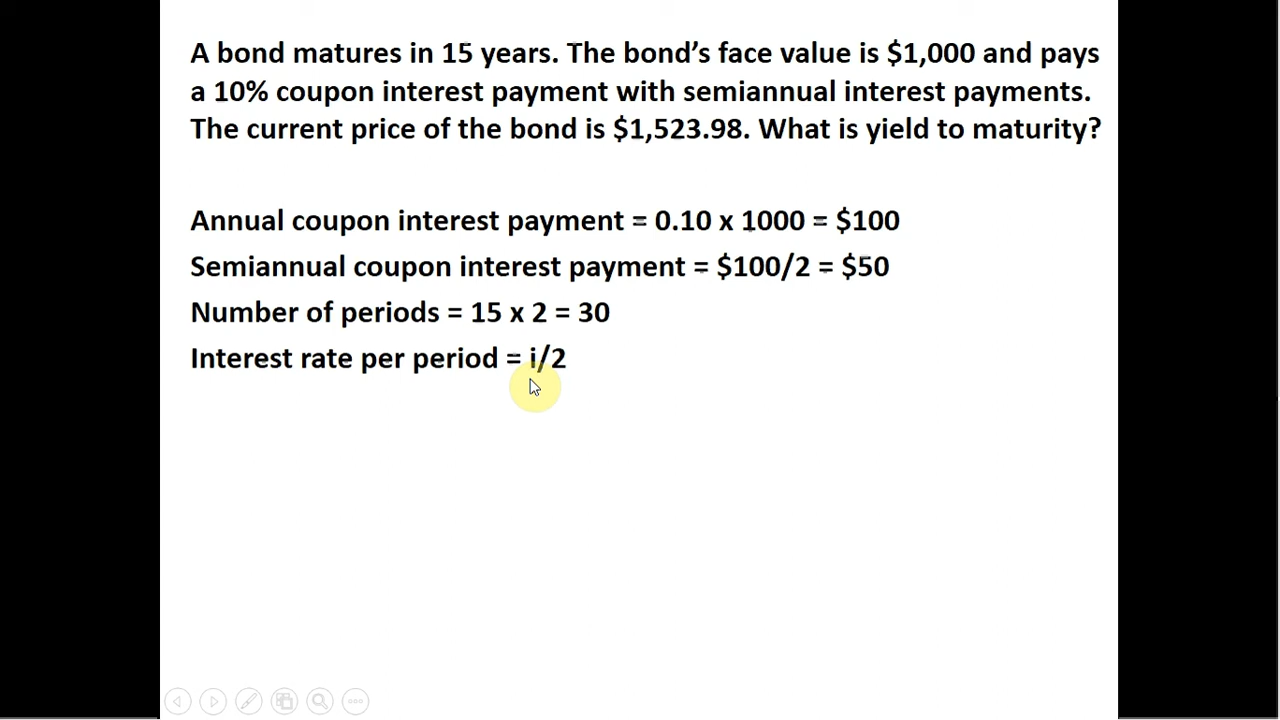 A bond matures in 15 years. The bond’s face value is $1,000 and pays
a 10% coupon interest payment with semiannual interest payments.
The current price of the bond is $1,523.98. What is yield to maturity?
Annual coupon interest payment = 0.10 x 1000 = $100
Semiannual coupon interest payment = $100/2 = $50
Number of periods = 15 x 2 = 30
Interest rate per period = i/2